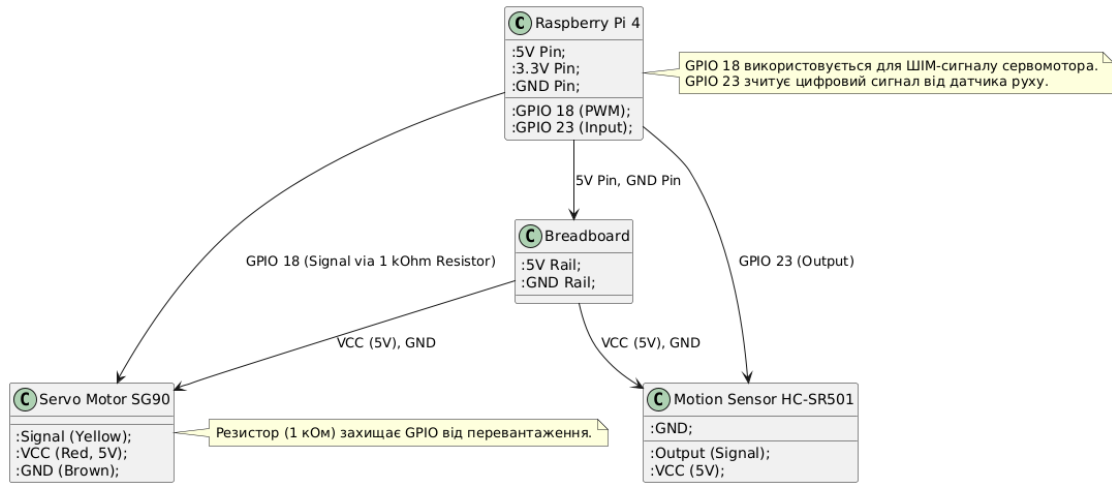 C Raspberry Pi 4
:5V Pin;
:3.3V Pin;
:GND Pin;
:GPIO 18 (PWM);
:GPIO 23 (Input);
GPIO 18 використовується для ШІМ-сигналу сервомотора.
GPIO 23 зчитує цифровий сигнал від датчика руху.
5V Pin, GND Pin
C Breadboard
:5V Rail;
:GND Rail;
GPIO 18 (Signal via 1 kOhm Resistor)
GPIO 23 (Output)
VCC (5V), GND
VCC (5V), GND
C Servo Motor SG90
:Signal (Yellow);
:VCC (Red, 5V);
:GND (Brown);
Резистор (1 кОм) захищає GPIO від перевантаження.
C Motion Sensor HC-SR501
:GND;
:Output (Signal);
:VCC (5V);